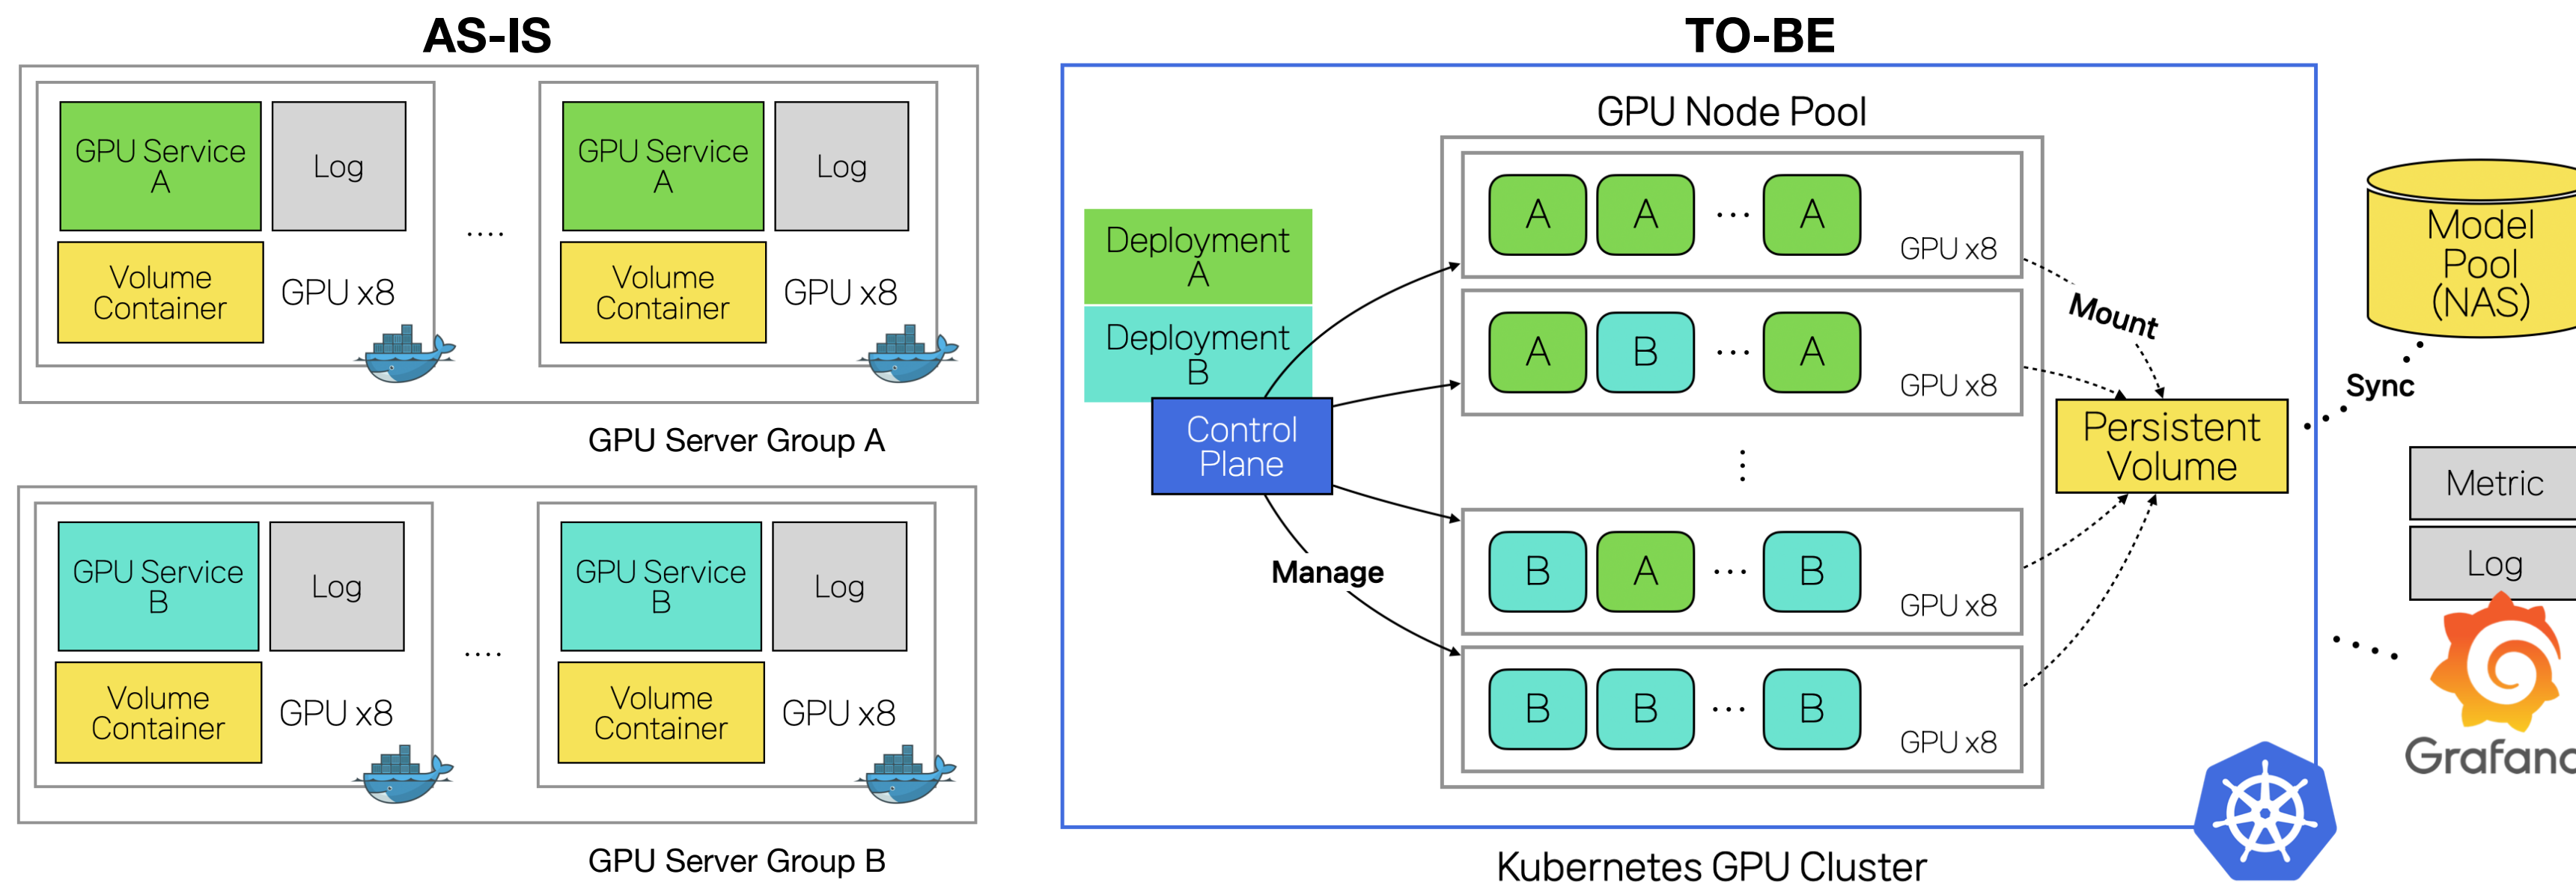 AS-IS
GPU Service
A
Log
Volume
Container
GPU x8
....
GPU Service
A
Log
Volume
Container
GPU x8
GPU Server Group A
GPU Service
B
Log
Volume
Container
GPU x8
....
GPU Service
B
Log
Volume
Container
GPU x8
GPU Server Group B
TO-BE
GPU Node Pool
Deployment
A
Deployment
B
Control
Plane
Manage
A A ... A
GPU x8
A B ... A
GPU x8
B A ... B
GPU x8
B B ... B
GPU x8
Mount
Persistent
Volume
Sync
Model
Pool
(NAS)
Metric
Log
Grafana
Kubernetes GPU Cluster